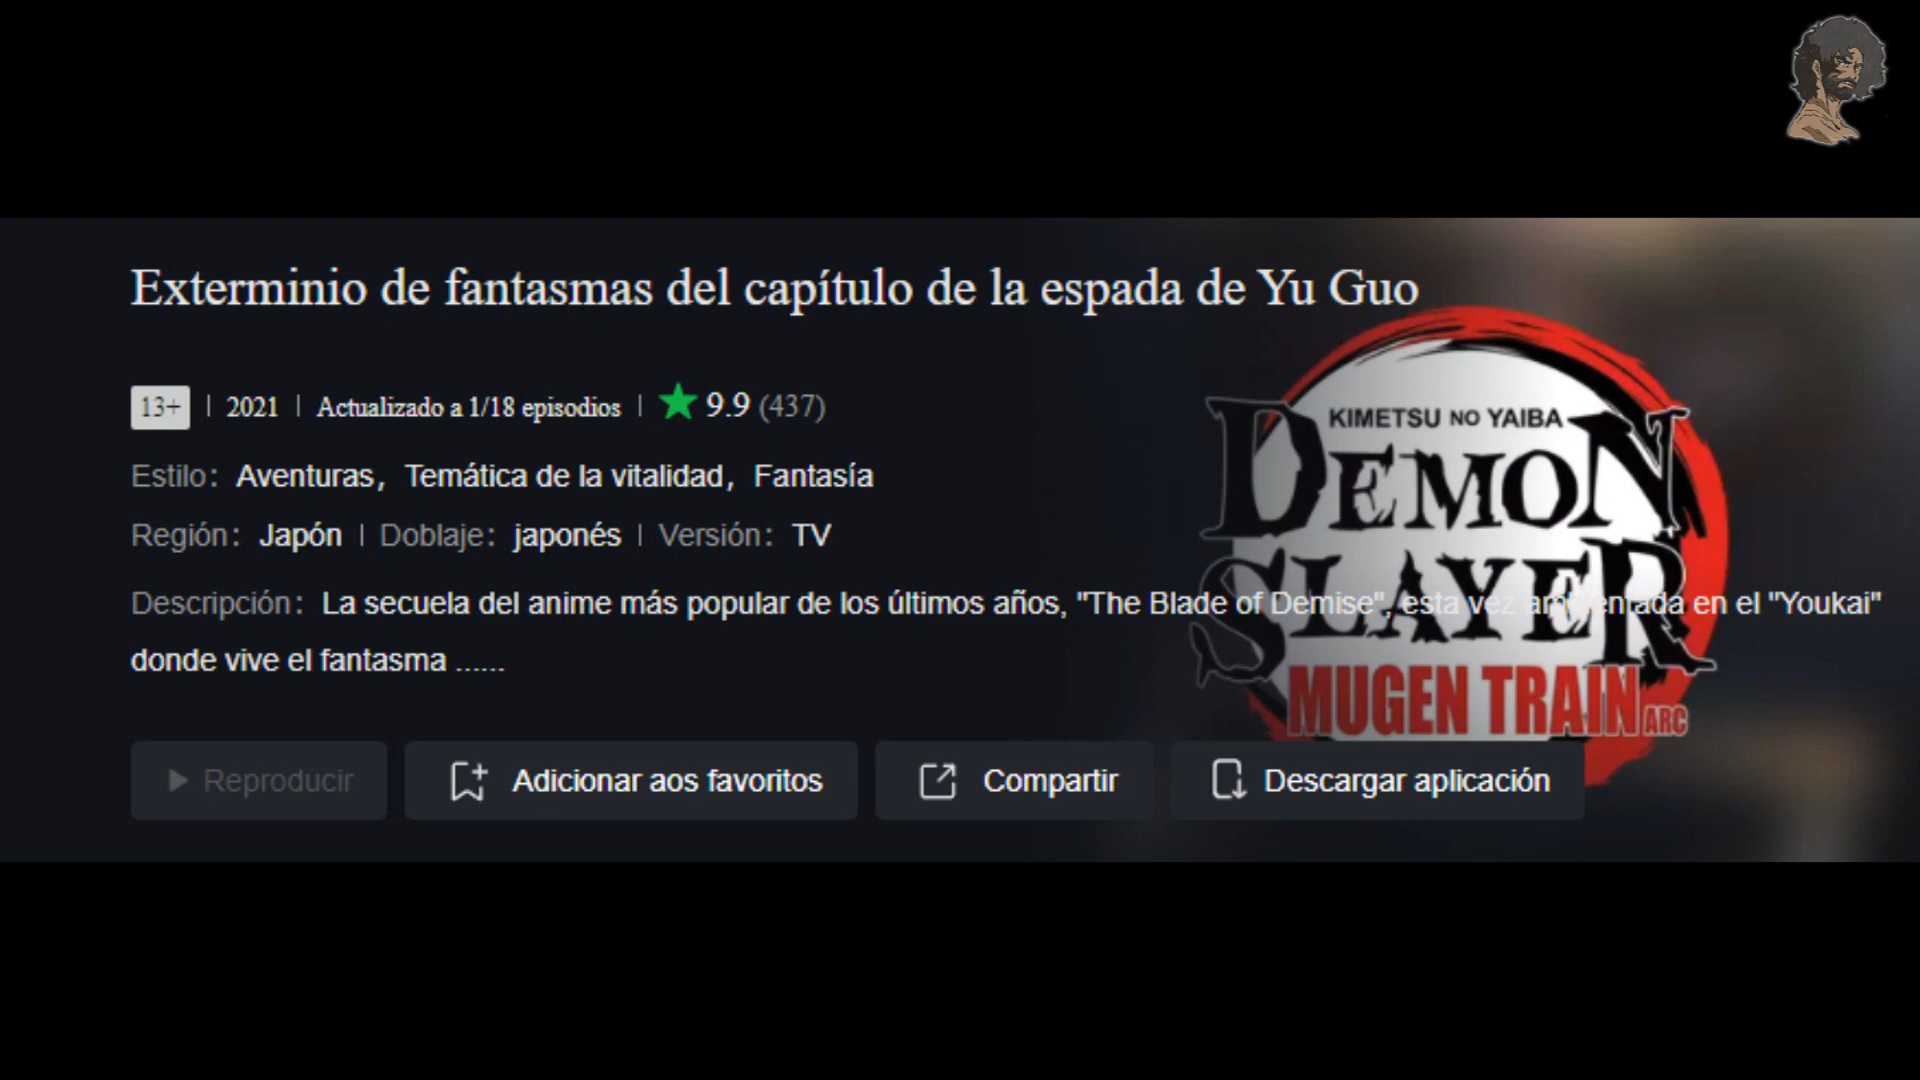 Exterminio de fantasmas del capítulo de la espada de Yu Guo
13+ | 2021 | Actualizado a 1/18 episodios | ★ 9.9 (437)
Estilo: Aventuras, Temática de la vitalidad, Fantasía
Región: Japón | Doblaje: japonés | Versión: TV
Descripción: La secuela del anime más popular de los últimos años, "The Blade of Demise", esta vez ambientada en el "Youkai"
donde vive el fantasma ......
Reproducir
Adicionar aos favoritos
Compartir
Descargar aplicación
KIMETSU NO YAIBA
DEMON
SLAYER
MUGEN TRAIN ARC